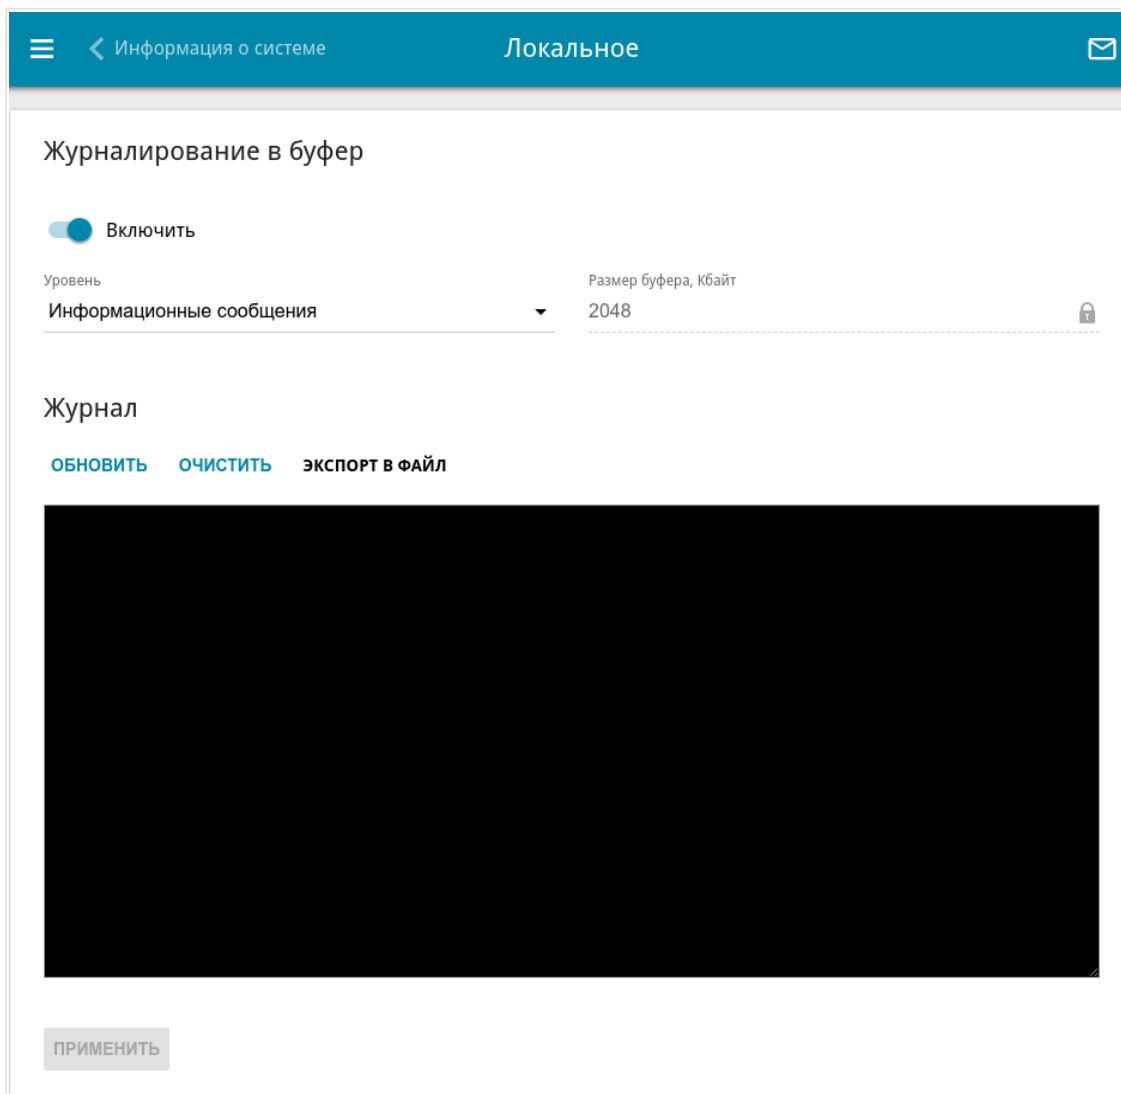 Информация о системе
Локальное
Журналирование в буфер
Включить
Уровень
Размер буфера, Кбайт
Информационные сообщения
2048
Журнал
ОБНОВИТЬ ОЧИСТИТЬ ЭКСПОРТ В ФАЙЛ
ПРИМЕНИТЬ